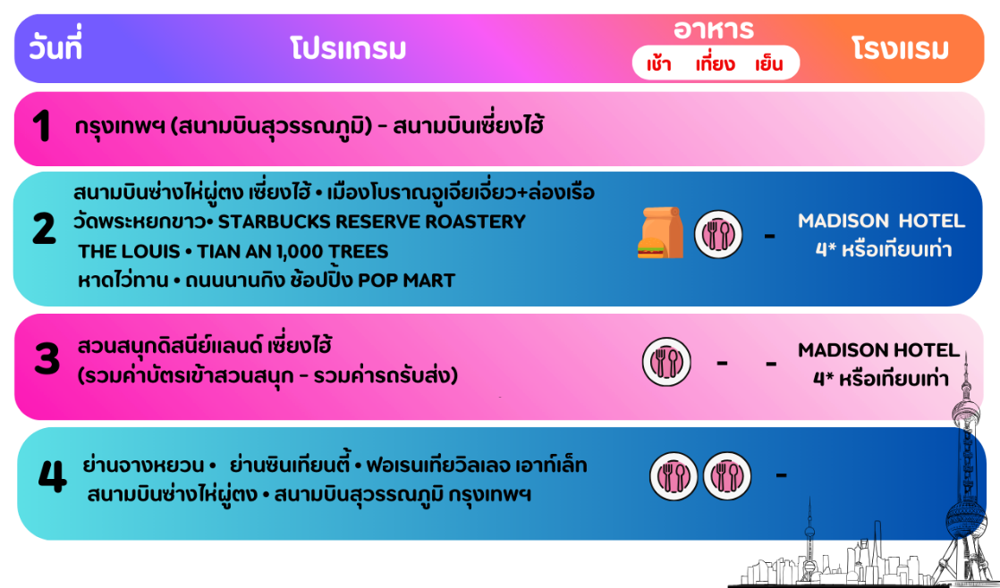 วันที่ โปรแกรม อาหาร โรงแรม
เช้า เที่ยง เย็น
1 กรุงเทพฯ (สนามบินสุวรรณภูมิ) - สนามบินเซี่ยงไฮ้
2 สนามบินซ่างไห่ผู่ตง เซี่ยงไฮ้ • เมืองโบราณจูเจียเจี่ยว+ล่องเรือ
วัดพระหยกขาว• STARBUCKS RESERVE ROASTERY
THE LOUIS • TIAN AN 1,000 TREES
หาดไว่ทาน • ถนนนานกิง ช้อปปิ้ง POP MART
- MADISON HOTEL
4* หรือเทียบเท่า
3 สวนสนุกดิสนีย์แลนด์ เซี่ยงไฮ้
(รวมค่าบัตรเข้าสวนสนุก - รวมค่ารถรับส่ง)
- - MADISON HOTEL
4* หรือเทียบเท่า
4 ย่านจางหยวน • ย่านซินเทียนตี้ • ฟอเรนเทียวิลเลจ เอาท์เล็ท
สนามบินซ่างไห่ผู่ตง • สนามบินสุวรรณภูมิ กรุงเทพฯ
-